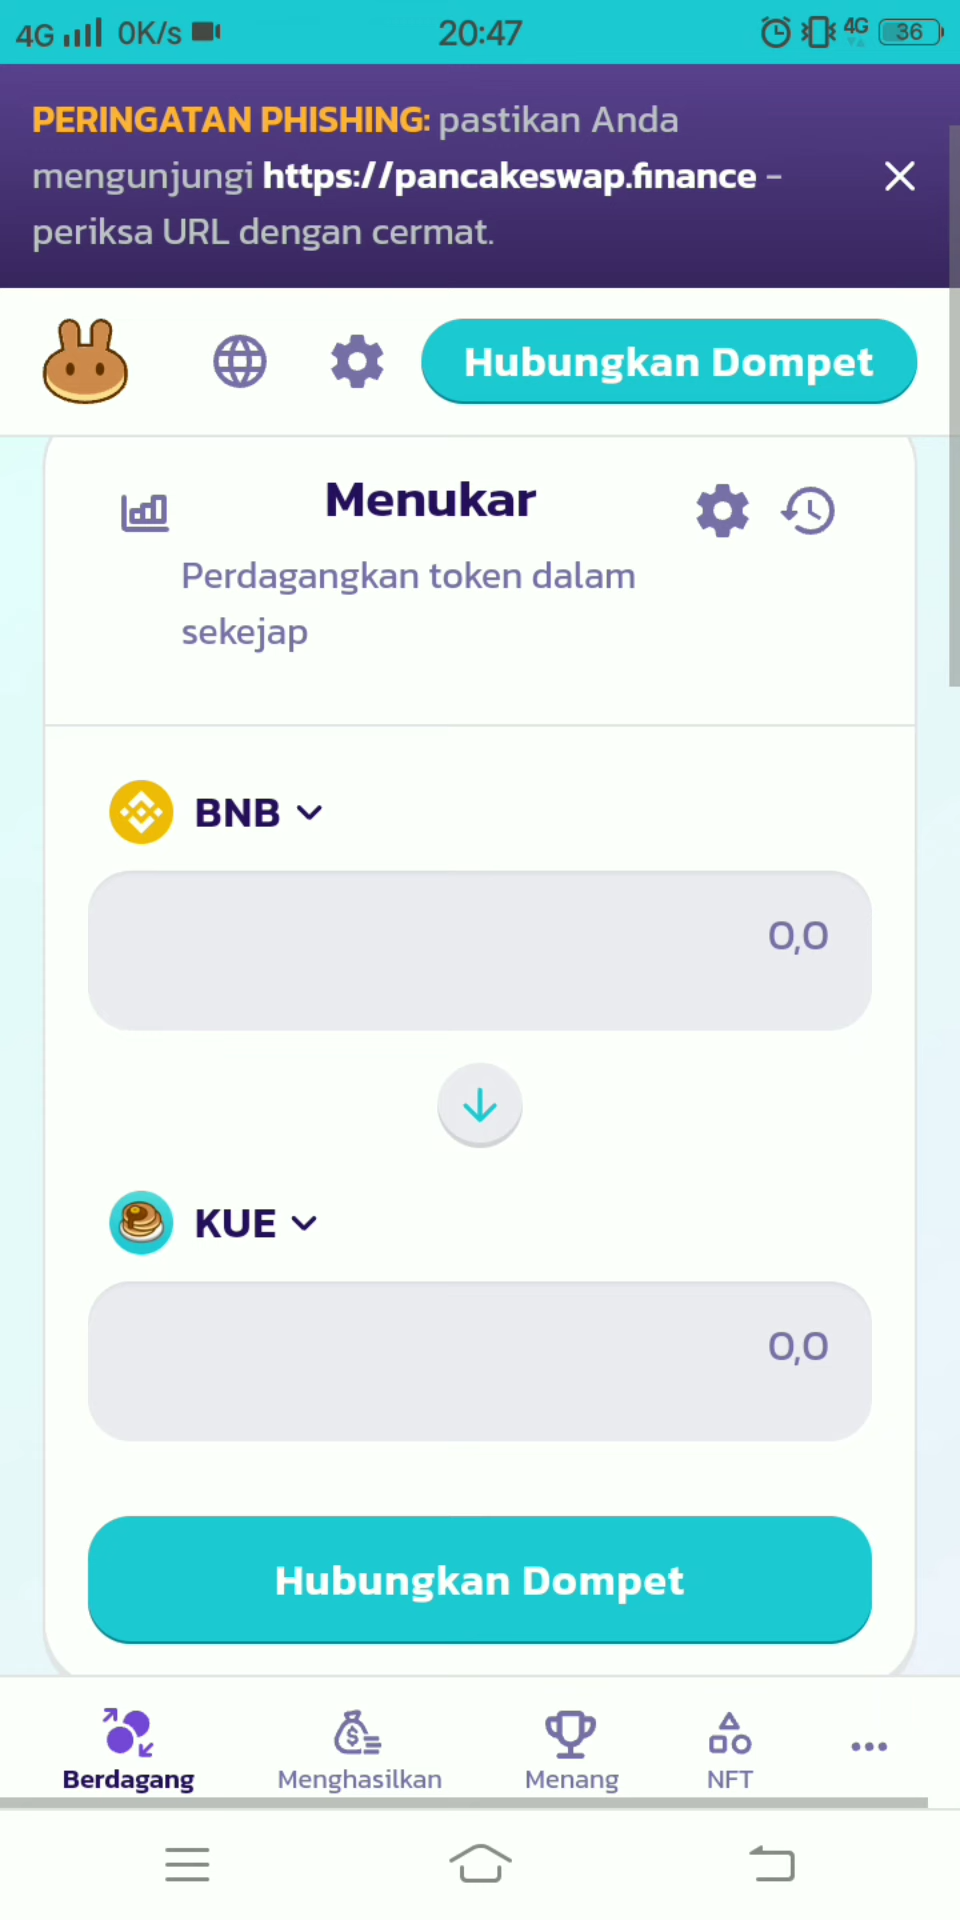 4G 0K/s 20:47 4G 36
PERINGATAN PHISHING: pastikan Anda
mengunjungi https://pancakeswap.finance -
periksa URL dengan cermat.
Hubungkan Dompet
Menukar
Perdagangkan token dalam
sekejap
BNB
0,0
KUE
0,0
Hubungkan Dompet
Berdagang Menghasilkan Menang NFT